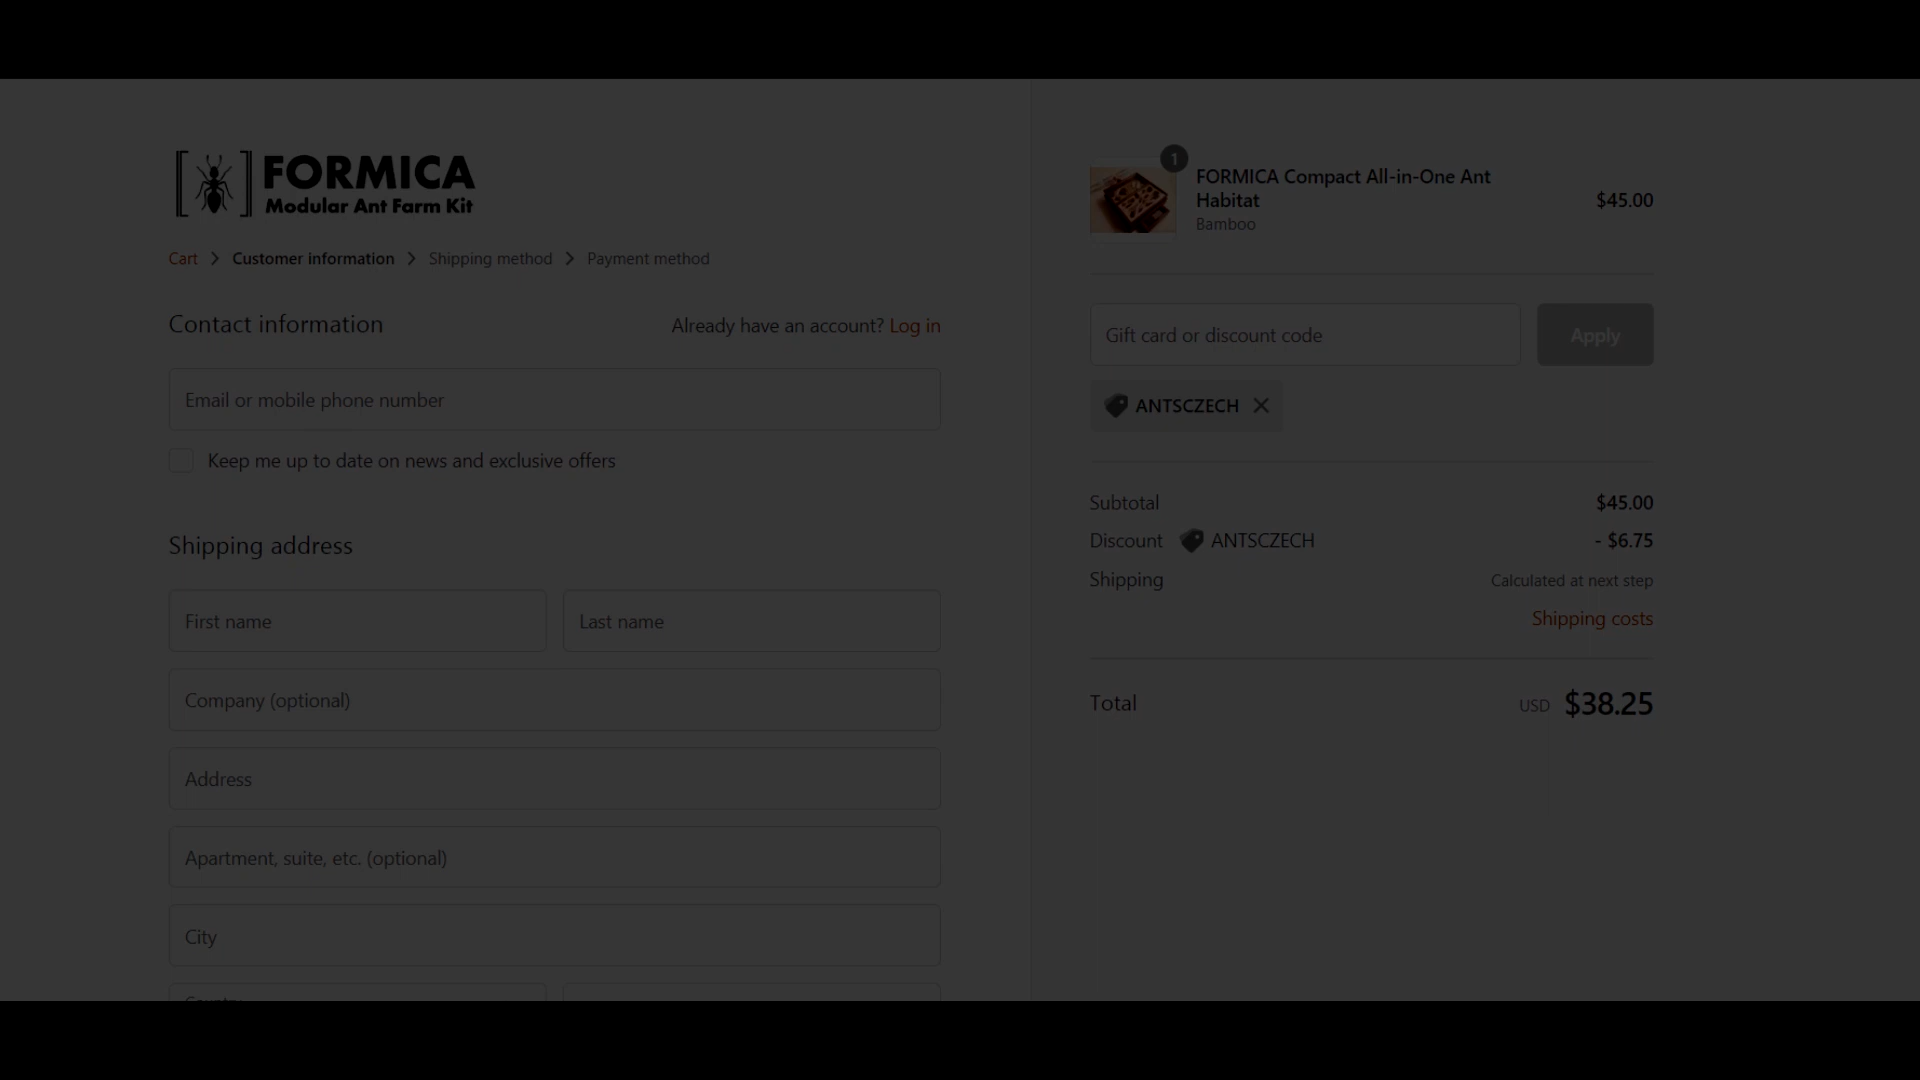 FORMICA
Modular Ant Farm Kit
Cart > Customer information > Shipping method > Payment method
Contact information
Already have an account? Log in
Email or mobile phone number
Keep me up to date on news and exclusive offers
Shipping address
First name
Last name
Company (optional)
Address
Apartment, suite, etc. (optional)
City
Country
1
FORMICA Compact All-in-One Ant
Habitat
Bamboo
$45.00
Gift card or discount code
Apply
ANTSCZECH
Subtotal $45.00
Discount ANTSCZECH - $6.75
Shipping Calculated at next step
Shipping costs
Total USD $38.25